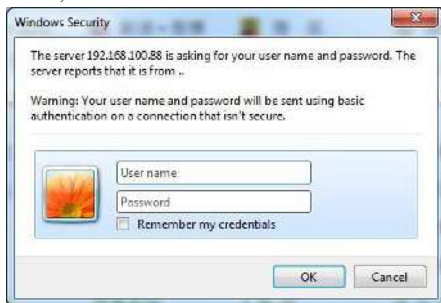 Windows Security
The server 192.168.100.88 is asking for your user name and password. The
server reports that it is from ..
Warning: Your user name and password will be sent using basic
authentication on a connection that isn't secure.
User name
Password
Remember my credentials
OK
Cancel